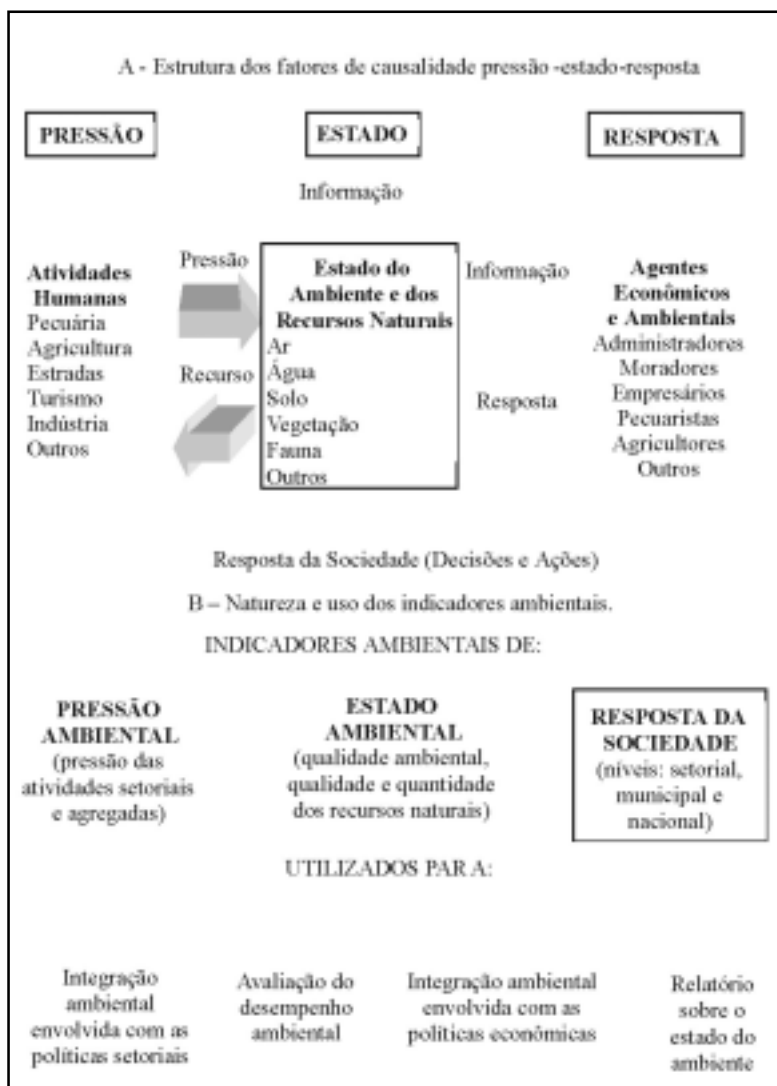 A - Estrutura dos fatores de causalidade pressão -estado-resposta
PRESSÃO
ESTADO
RESPOSTA
Informação
Atividades
Humanas
Pecuária
Agricultura
Estradas
Turismo
Indústria
Outros
Pressão
Recurso
Estado do
Ambiente e dos
Recursos Naturais
Ar
Água
Solo
Vegetação
Fauna
Outros
Informação
Resposta
Agentes
Econômicos
e Ambientais
Administradores
Moradores
Empresários
Pecuaristas
Agricultores
Outros
Resposta da Sociedade (Decisões e Ações)
B – Natureza e uso dos indicadores ambientais.
INDICADORES AMBIENTAIS DE:
PRESSÃO
AMBIENTAL
(pressão das
atividades setoriais
e agregadas)
ESTADO
AMBIENTAL
(qualidade ambiental,
qualidade e quantidade
dos recursos naturais)
RESPOSTA DA
SOCIEDADE
(níveis: setorial,
municipal e
nacional)
UTILIZADOS PAR A:
Integração
ambiental
envolvida com as
políticas setoriais
Avaliação do
desempenho
ambiental
Integração ambiental
envolvida com as
políticas econômicas
Relatório
sobre o
estado do
ambiente